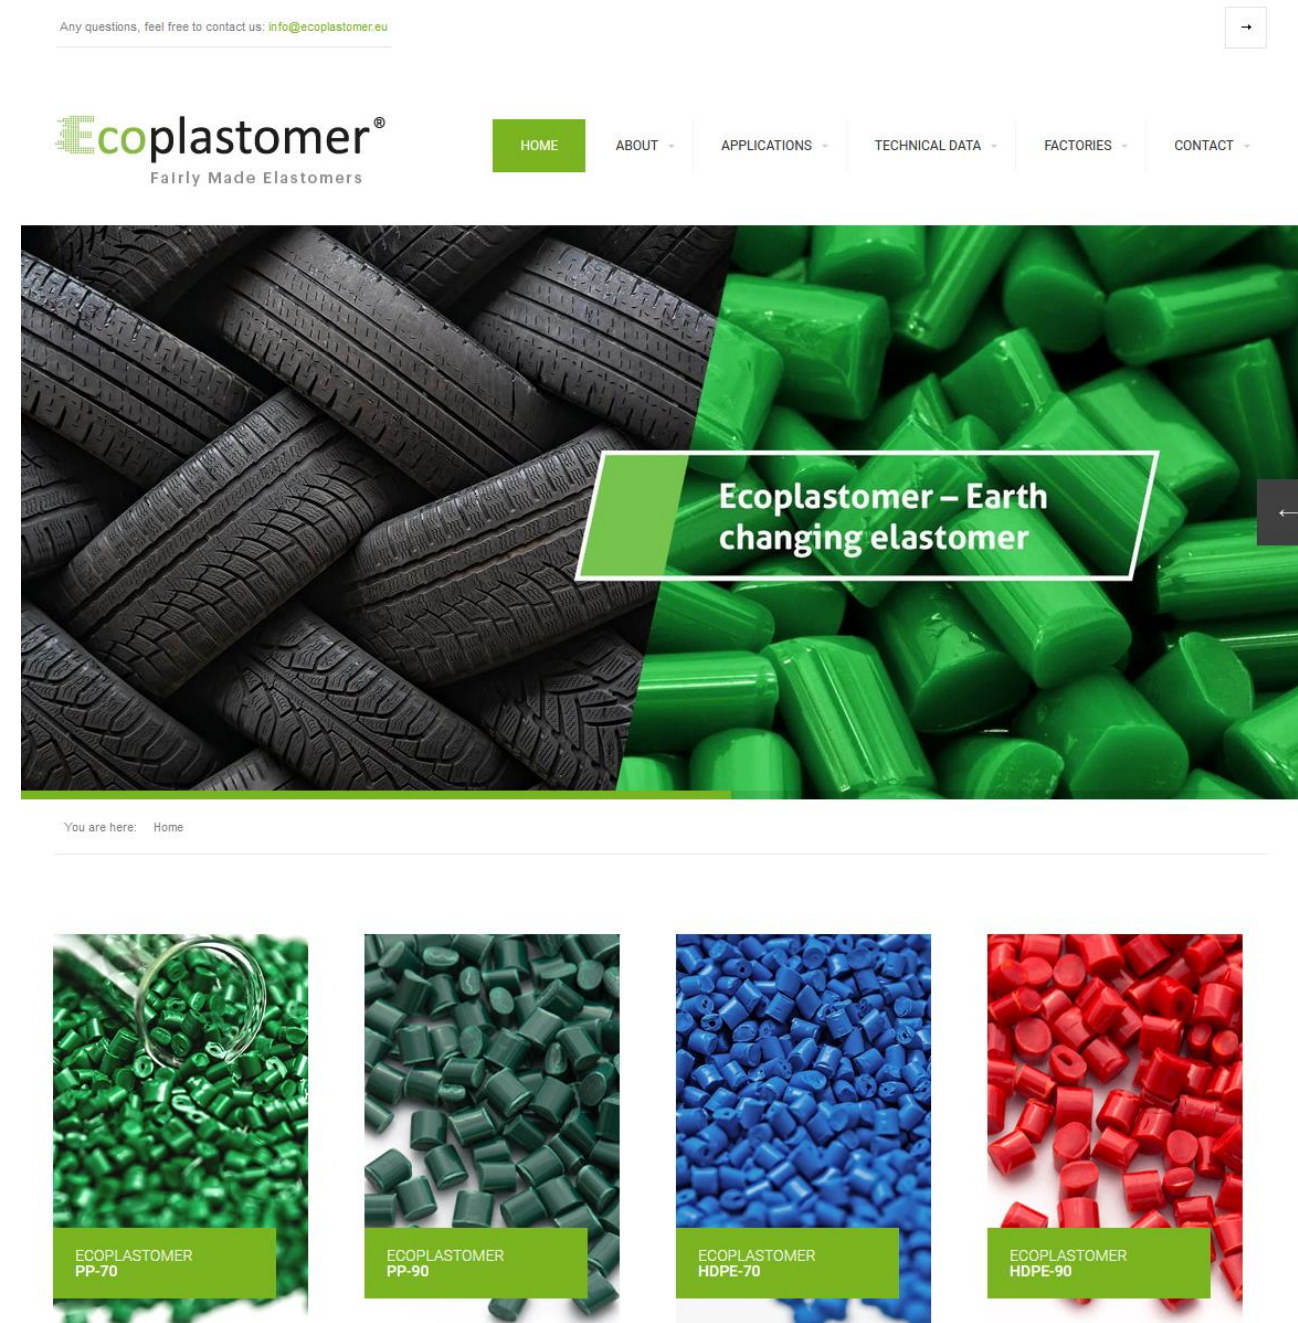 Any questions, feel free to contact us: info@ecoplastomer.eu
Ecoplastomer®
Fairly Made Elastomers
HOME
ABOUT
APPLICATIONS
TECHNICAL DATA
FACTORIES
CONTACT
Ecoplastomer – Earth
changing elastomer
You are here: Home
ECOPLASTOMER
PP-70
ECOPLASTOMER
PP-90
ECOPLASTOMER
HDPE-70
ECOPLASTOMER
HDPE-90